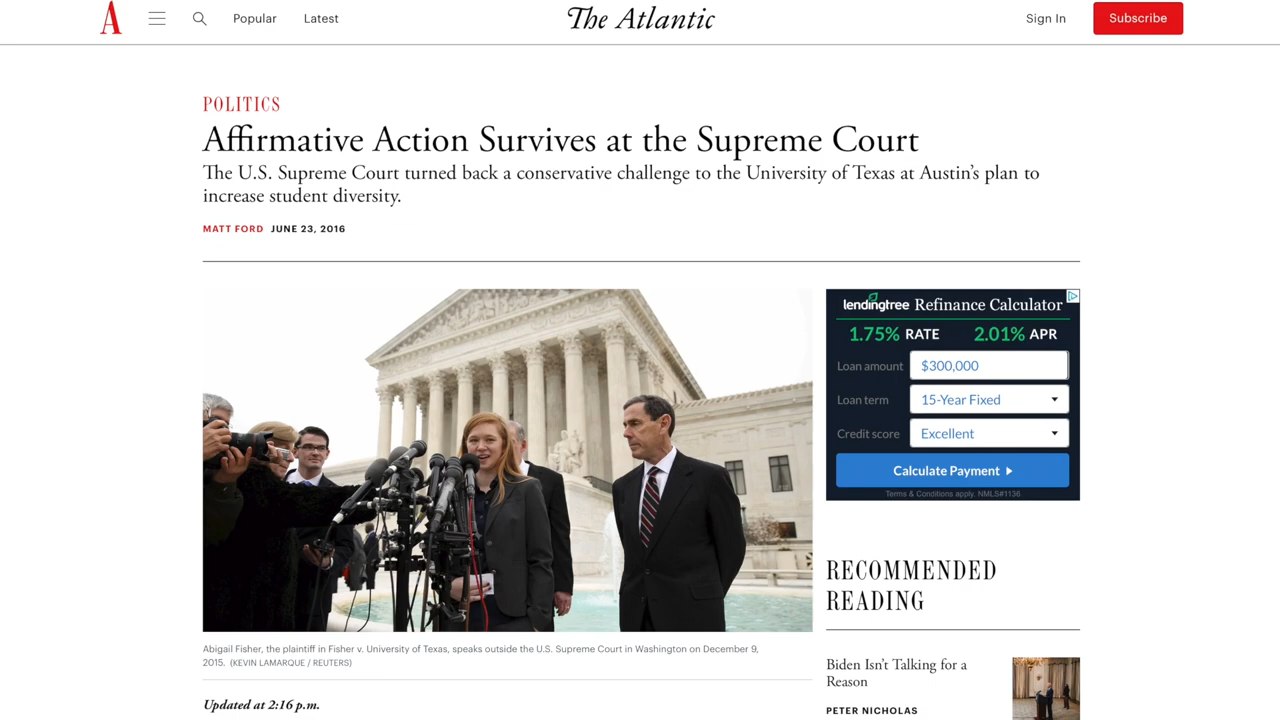 A
Popular
Latest
The Atlantic
Sign In
Subscribe
POLITICS
Affirmative Action Survives at the Supreme Court
The U.S. Supreme Court turned back a conservative challenge to the University of Texas at Austin’s plan to
increase student diversity.
MATT FORD JUNE 23, 2016
lendingtree Refinance Calculator
1.75% RATE 2.01% APR
Loan amount $300,000
Loan term 15-Year Fixed
Credit score Excellent
Calculate Payment
Terms & Conditions apply. NMLS#1136
Abigail Fisher, the plaintiff in Fisher v. University of Texas, speaks outside the U.S. Supreme Court in Washington on December 9,
2015. (KEVIN LAMARQUE / REUTERS)
Updated at 2:16 p.m.
RECOMMENDED
READING
Biden Isn’t Talking for a
Reason
PETER NICHOLAS